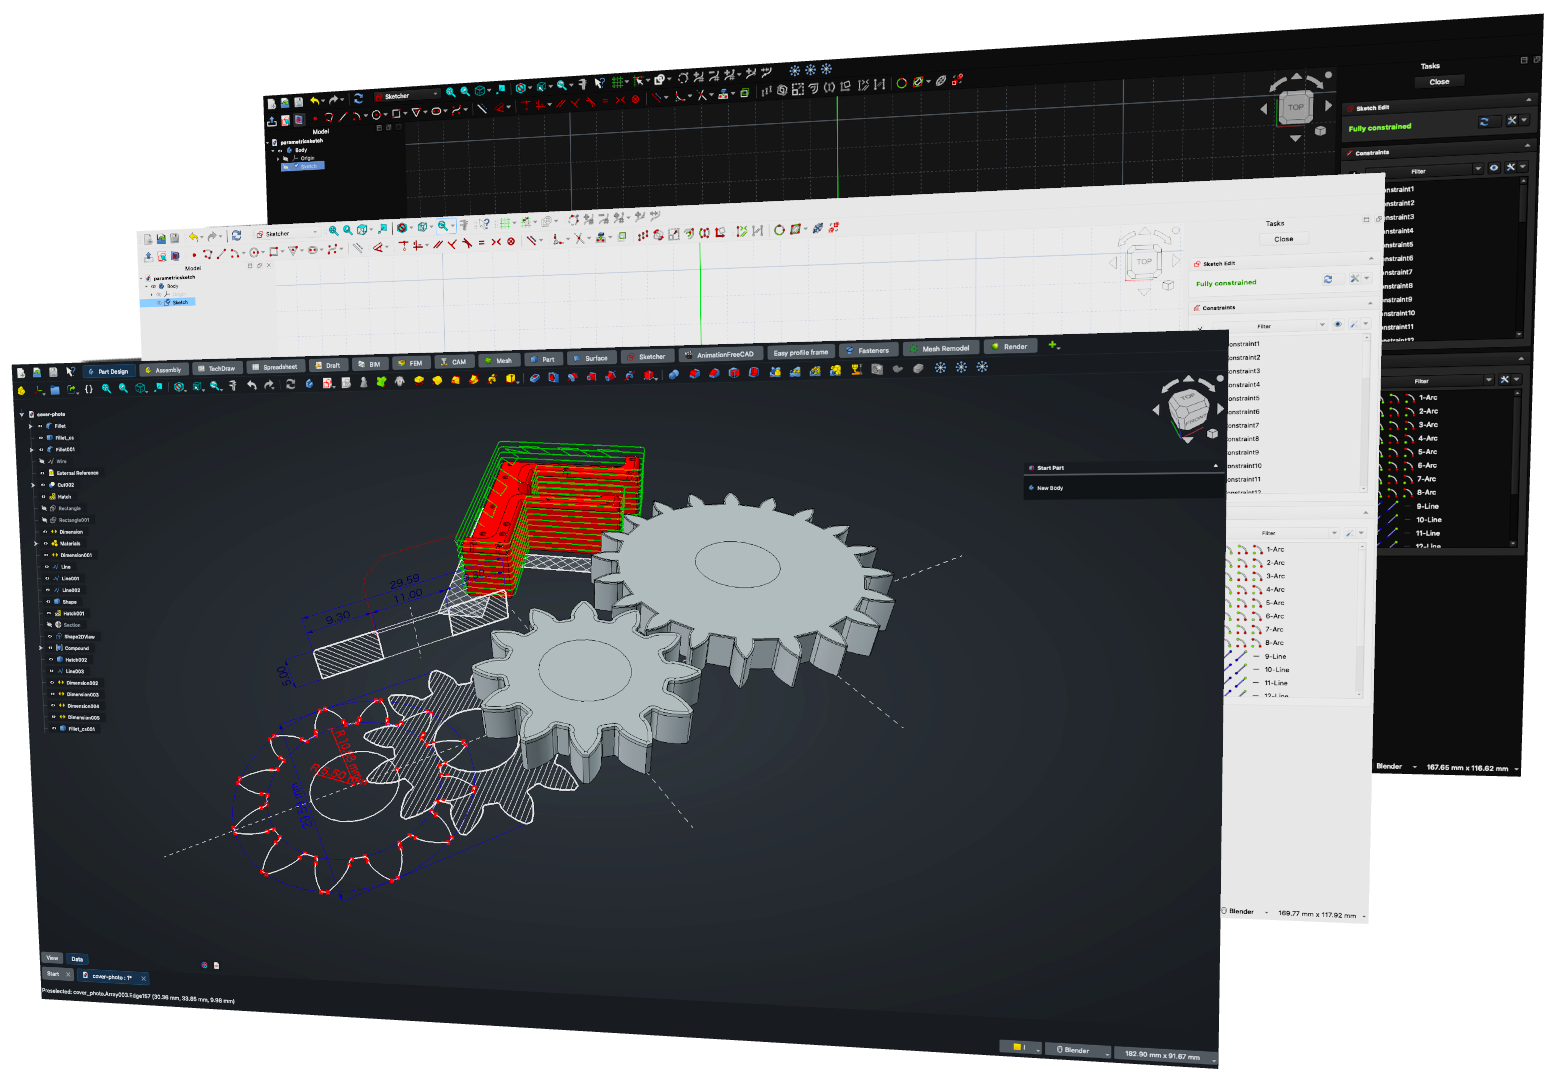 Tasks
Close
Sketcher
Sketch Edit
Fully constrained
Model
parametricsketch
Body
Origin
Sketch
Constraints
Filter
onstraint1
onstraint2
onstraint3
onstraint4
onstraint5
onstraint6
onstraint7
onstraint8
onstraint9
onstraint10
onstraint11
onstraint12
Filter
1-Arc
2-Arc
3-Arc
4-Arc
5-Arc
6-Arc
7-Arc
8-Arc
9-Line
10-Line
11-Line
12-Line
Blender
167.65 mm x 116.62 mm
TOP
Tasks
Close
Sketcher
Model
parametricsketch
Body
Sketch
TOP
Sketch Edit
Fully constrained
Constraints
Filter
onstraint1
onstraint2
onstraint3
onstraint4
onstraint5
onstraint6
onstraint7
onstraint8
onstraint9
onstraint10
onstraint11
onstraint12
Filter
1-Arc
2-Arc
3-Arc
4-Arc
5-Arc
6-Arc
7-Arc
8-Arc
9-Line
10-Line
11-Line
12-Line
Blender
169.77 mm x 117.92 mm
Part Design Assembly TechDraw Spreadsheet Draft BIM FEM CAM Mesh Part Surface Sketcher AnimationFreeCAD Easy profile frame Fasteners Mesh Remodel Render
cover-photo
Fillet
Fillet_cs
Fillet001
Wire
External Reference
Cut002
Hatch
Rectangle
Rectangle001
Dimension
Materials
Dimension001
Line
Line001
Line002
Shape
Hatch001
Section
Shape2DView
Compound
Hatch002
Line003
Dimension002
Dimension003
Dimension004
Dimension005
Fillet_cs001
TOP
FRONT
Start Part
New Body
29.59
11.00
9.30
5.00
View Data
Start
cover-photo : 1*
Preselected: cover_photo.Array003.Edge157 (30.36 mm, 33.65 mm, 9.98 mm)
Blender
182.90 mm x 91.67 mm